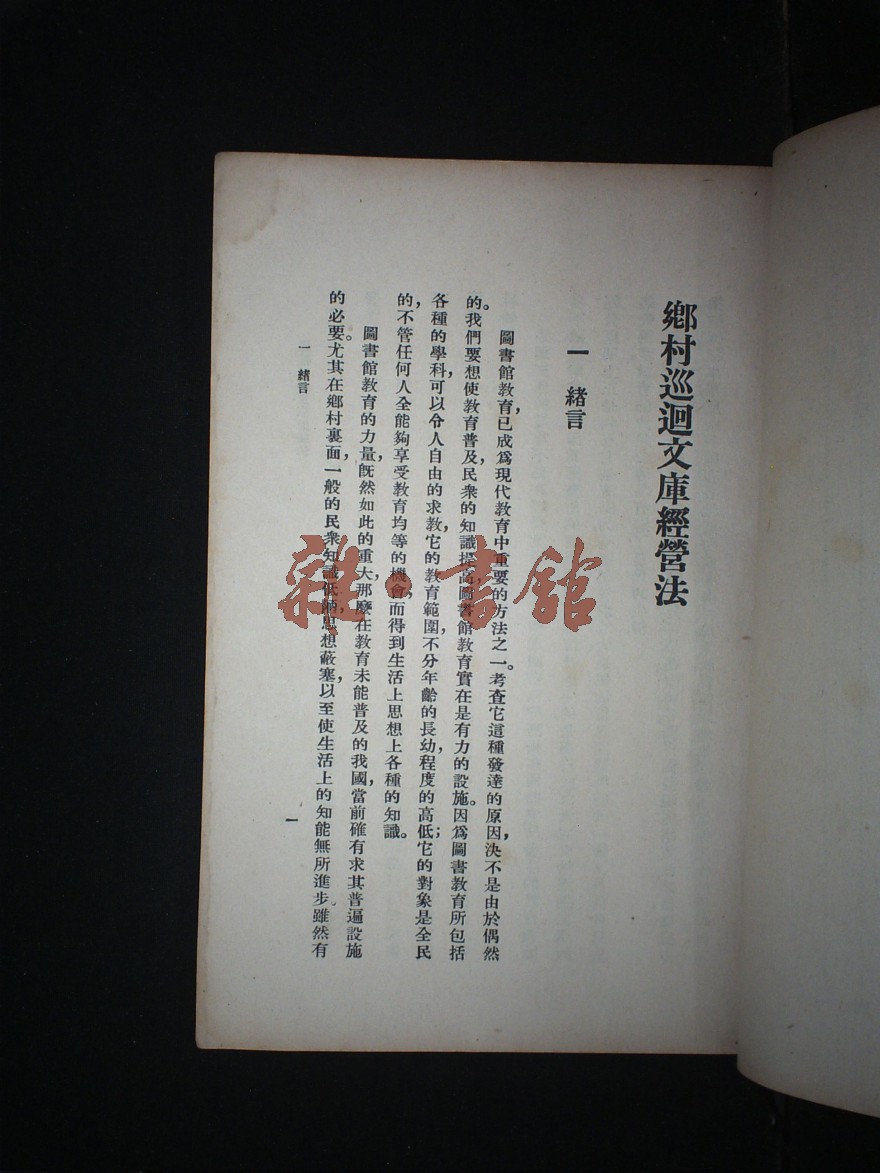 鄉村巡迴文庫經營法
一 緒言
圖書館教育,已成爲現代教育中重要的方法之一。考查它這種發達的原因,決不是由於偶然
的。我們要想使教育普及,民衆的知識提高,圖書館教育實在是有力的設施。因爲圖書教育所包括
各種的學科,可以令人自由的求教,它的教育範圍,不分年齡的長幼,程度的高低;它的對象是全民
的,不管任何人全能夠享受教育均等的機會,而得到生活上思想上各種的知識。
圖書館教育的力量,既然如此的重大,那麼在教育未能普及的我國,當前確有求其普遍設施
的必要。尤其在鄉村裏面,一般的民衆知識低 思想蔽塞,以至使生活上的知能無所進步。雖然有
一 緒言
一
雜·書館